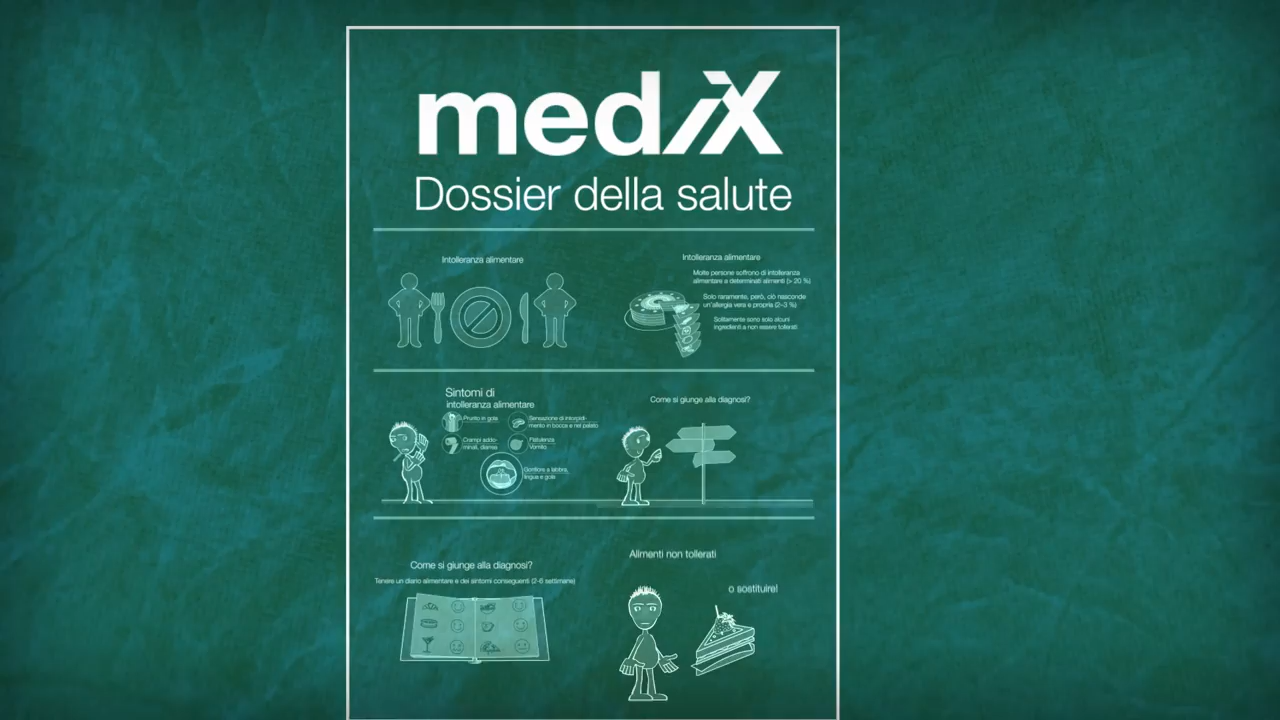 mediX
Dossier della salute
Intolleranza alimentare
Intolleranza alimentare
Molte persone soffrono di intolleranza
alimentare a determinati alimenti (> 20 %)
Solo raramente, però, ciò nasconde
un'allergia vera e propria (2–3 %)
Solitamente sono solo alcuni
ingredienti a non essere tollerati
Sintomi di
intolleranza alimentare
Prurito in gola
Sensazione di intorpidi-
mento in bocca e nel palato
Crampi addo-
minali, diarrea
Flatulenza
Vomito
Gonfiore a labbra,
lingua e gola
Come si giunge alla diagnosi?
Come si giunge alla diagnosi?
Tenere un diario alimentare e dei sintomi conseguenti (2-6 settimane)
Alimenti non tollerati
o sostituire!